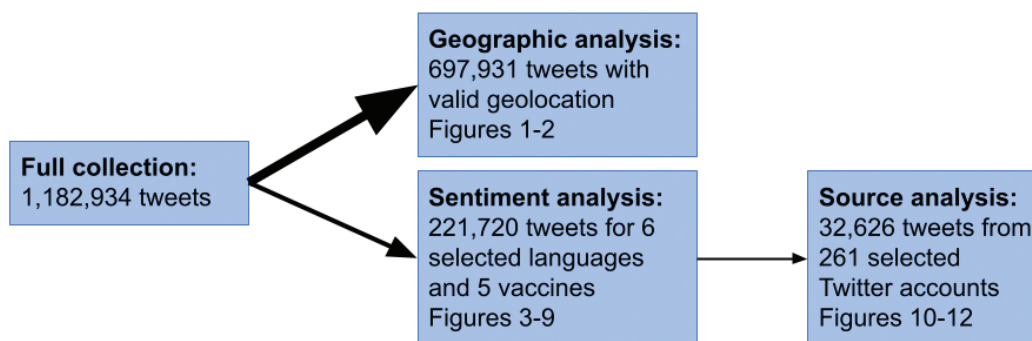 Full collection:
1,182,934 tweets
Geographic analysis:
697,931 tweets with
valid geolocation
Figures 1-2
Sentiment analysis:
221,720 tweets for 6
selected languages
and 5 vaccines
Figures 3-9
Source analysis:
32,626 tweets from
261 selected
Twitter accounts
Figures 10-12